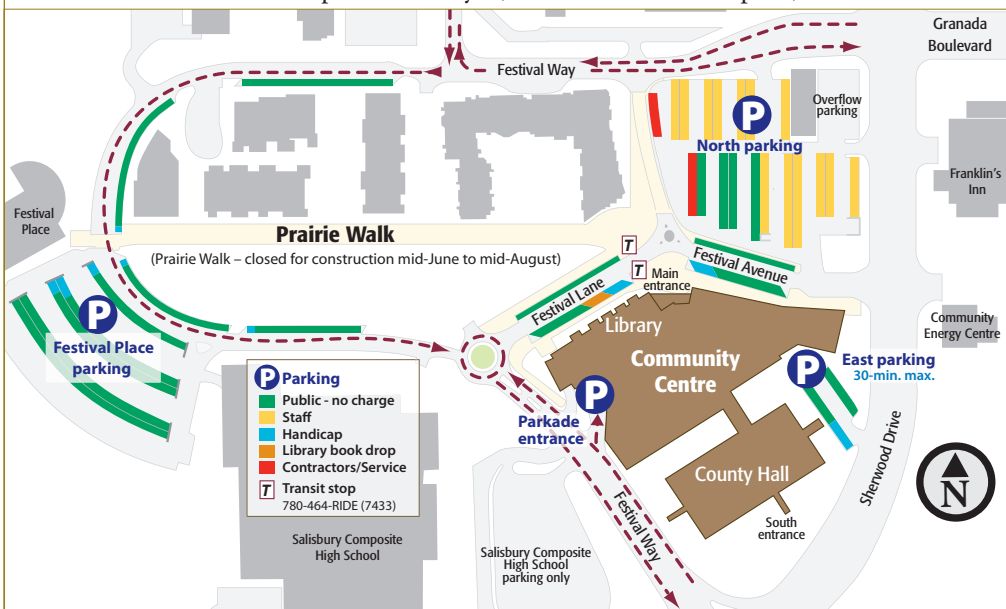 Granada
Boulevard
Festival Way
Overflow
parking
P
North parking
Franklin's
Inn
Festival
Place
Prairie Walk
(Prairie Walk – closed for construction mid-June to mid-August)
T
T
Main
entrance
Festival Avenue
Festival Lane
Library
Community
Centre
Community
Energy Centre
P
Festival Place
parking
P
East parking
30-min. max.
P
Parkade
entrance
P Parking
Public - no charge
Staff
Handicap
Library book drop
Contractors/Service
T Transit stop
780-464-RIDE (7433)
County Hall
South
entrance
Sherwood Drive
N
Festival Way
Salisbury Composite
High School
Salisbury Composite
High School
parking only